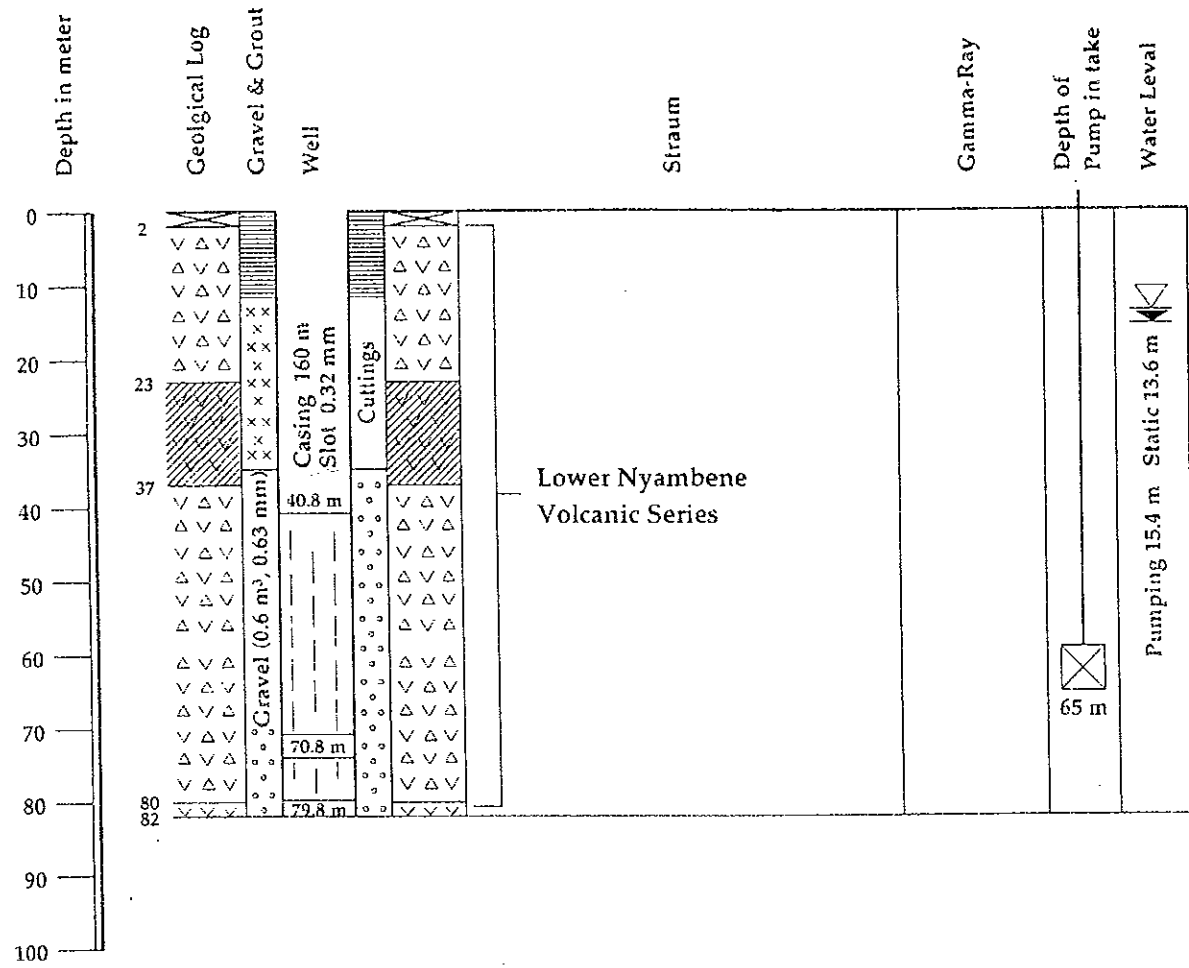 Depth in meter
Geolgical Log
Gravel & Grout
Well
Straum
Gamma-Ray
Depth of
Pump in take
Water Leval
0
10
20
30
40
50
60
70
80
90
100
2
23
37
80
82
Gravel (0.6 m³, 0.63 mm)
Casing 160 m
Slot 0.32 mm
40.8 m
70.8 m
79.8 m
Cuttings
Lower Nyambene
Volcanic Series
65 m
Pumping 15.4 m Static 13.6 m